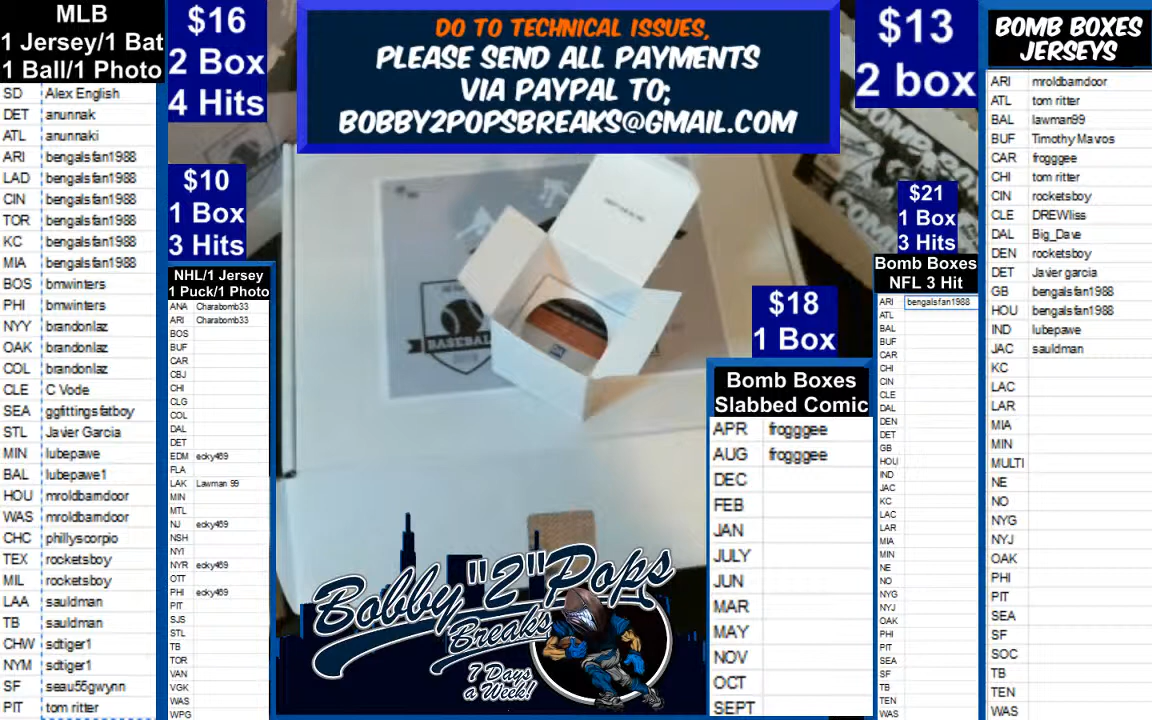 MLB
1 Jersey/1 Bat
1 Ball/1 Photo
SD Alex English
DET anunnak
ATL anunnaki
ARI bengalsfan1988
LAD bengalsfan1988
CIN bengalsfan1988
TOR bengalsfan1988
KC bengalsfan1988
MIA bengalsfan1988
BOS bmwinters
PHI bmwinters
NYY brandonlaz
OAK brandonlaz
COL brandonlaz
CLE C Vode
SEA ggfittingsfatboy
STL Javier Garcia
MIN lubepawe
BAL lubepawe1
HOU mroldbarndoor
WAS mroldbarndoor
CHC phillyscorpio
TEX rocketsboy
MIL rocketsboy
LAA sauldman
TB sauldman
CHW sdtiger1
NYM sdtiger1
SF seau55gwynn
PIT tom ritter
$16
2 Box
4 Hits
$10
1 Box
3 Hits
NHL/1 Jersey
1 Puck/1 Photo
ANA Charabomb33
ARI Charabomb33
BOS
BUF
CAR
CBJ
CHI
CLG
COL
DAL
DET
EDM ecky469
FLA
LAK Lawman 99
MIN
MTL
NJ ecky469
NSH
NYI
NYR ecky469
OTT
PHI ecky469
PIT
SJS
STL
TB
TOR
VAN
VGK
WAS
WPG
DO TO TECHNICAL ISSUES,
PLEASE SEND ALL PAYMENTS
VIA PAYPAL TO;
BOBBY2POPSBREAKS@GMAIL.COM
BASEBALL
Bobby "2" Pops
Breaks
7 Days
a Week!
$18
1 Box
Bomb Boxes
Slabbed Comic
APR frogggee
AUG frogggee
DEC
FEB
JAN
JULY
JUN
MAR
MAY
NOV
OCT
SEPT
$13
2 box
$21
1 Box
3 Hits
Bomb Boxes
NFL 3 Hit
ARI bengalsfan1988
ATL
BAL
BUF
CAR
CHI
CIN
CLE
DAL
DEN
DET
GB
HOU
IND
JAC
KC
LAC
LAR
MIA
MIN
NE
NO
NYG
NYJ
OAK
PHI
PIT
SEA
SF
TB
TEN
WAS
BOMB BOXES
JERSEYS
ARI mroldbarndoor
ATL tom ritter
BAL lawman99
BUF Timothy Mavros
CAR frogggee
CHI tom ritter
CIN rocketsboy
CLE DREWliss
DAL Big_Dave
DEN rocketsboy
DET Javier garcia
GB bengalsfan1988
HOU bengalsfan1988
IND lubepawe
JAC sauldman
KC
LAC
LAR
MIA
MIN
MULTI
NE
NO
NYG
NYJ
OAK
PHI
PIT
SEA
SF
SOC
TB
TEN
WAS